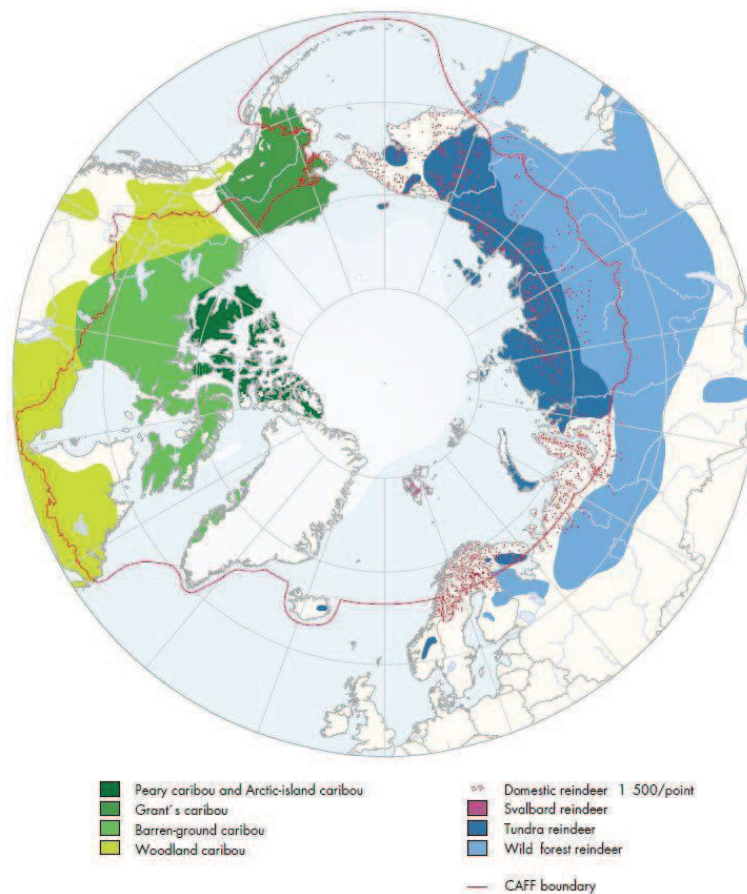 Peary caribou and Arctic-island caribou
Grant´s caribou
Barren-ground caribou
Woodland caribou
Domestic reindeer 1 500/point
Svalbard reindeer
Tundra reindeer
Wild forest reindeer
CAFF boundary